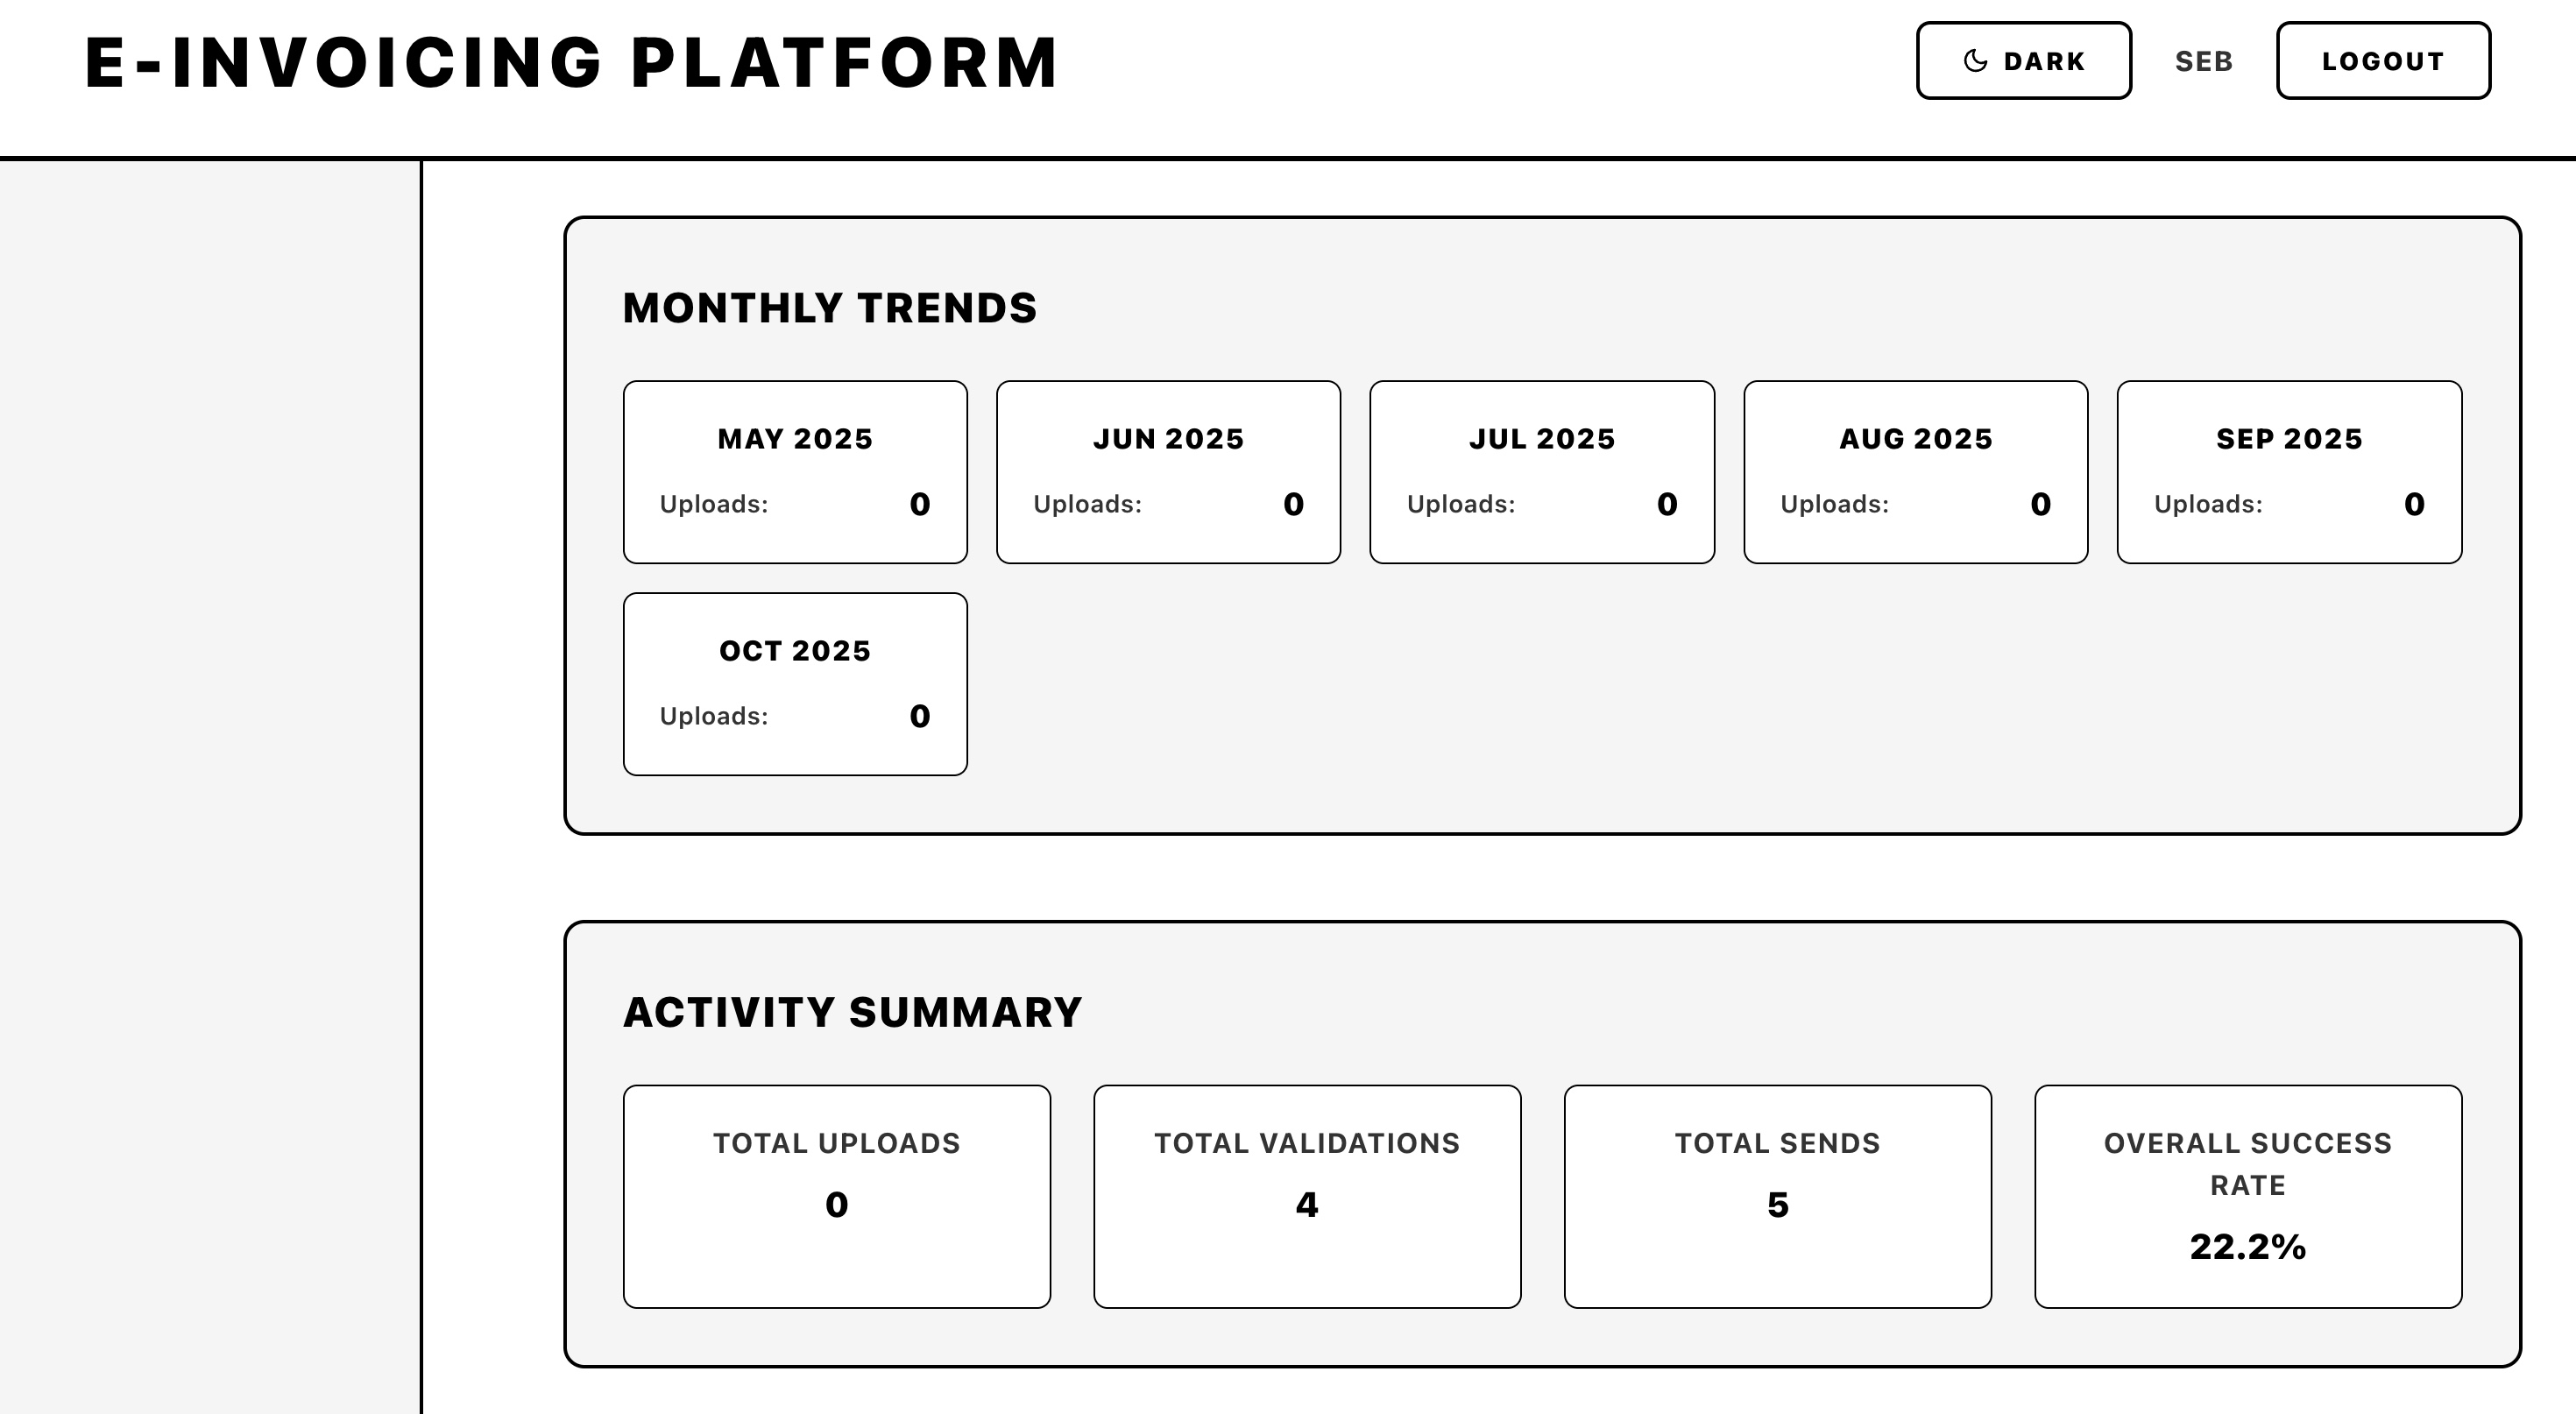 E-INVOICING PLATFORM
DARK
SEB
LOGOUT
MONTHLY TRENDS
MAY 2025
Uploads: 0
JUN 2025
Uploads: 0
JUL 2025
Uploads: 0
AUG 2025
Uploads: 0
SEP 2025
Uploads: 0
OCT 2025
Uploads: 0
ACTIVITY SUMMARY
TOTAL UPLOADS
0
TOTAL VALIDATIONS
4
TOTAL SENDS
5
OVERALL SUCCESS
RATE
22.2%